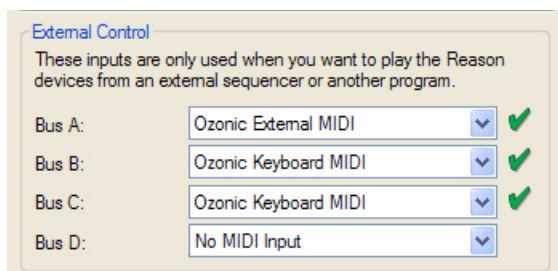 External Control
These inputs are only used when you want to play the Reason
devices from an external sequencer or another program.
Bus A: Ozonic External MIDI
Bus B: Ozonic Keyboard MIDI
Bus C: Ozonic Keyboard MIDI
Bus D: No MIDI Input